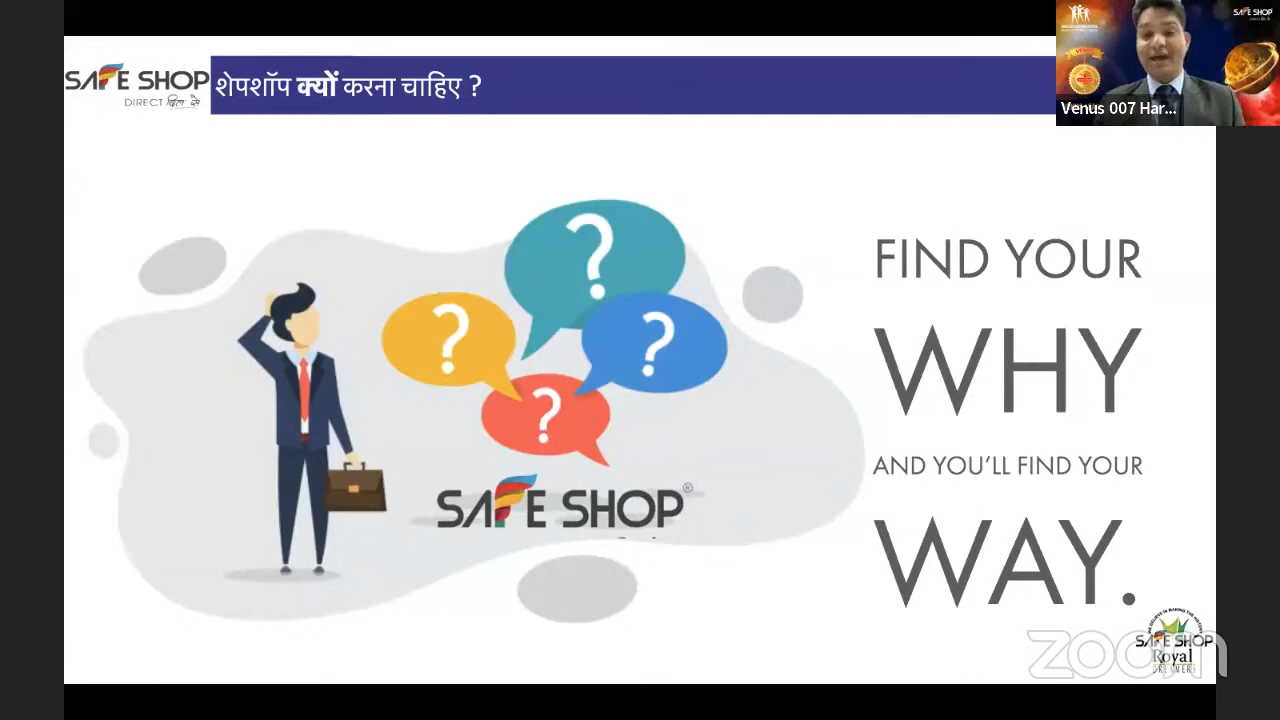 SAFE SHOP
DIRECT दिल से
शेपशॉप क्यों करना चाहिए ?
SAFE SHOP
Venus 007 Har...
?
?
?
?
SAFE SHOP®
FIND YOUR
WHY
AND YOU'LL FIND YOUR
WAY.
SAFE SHOP
Royal
zoom